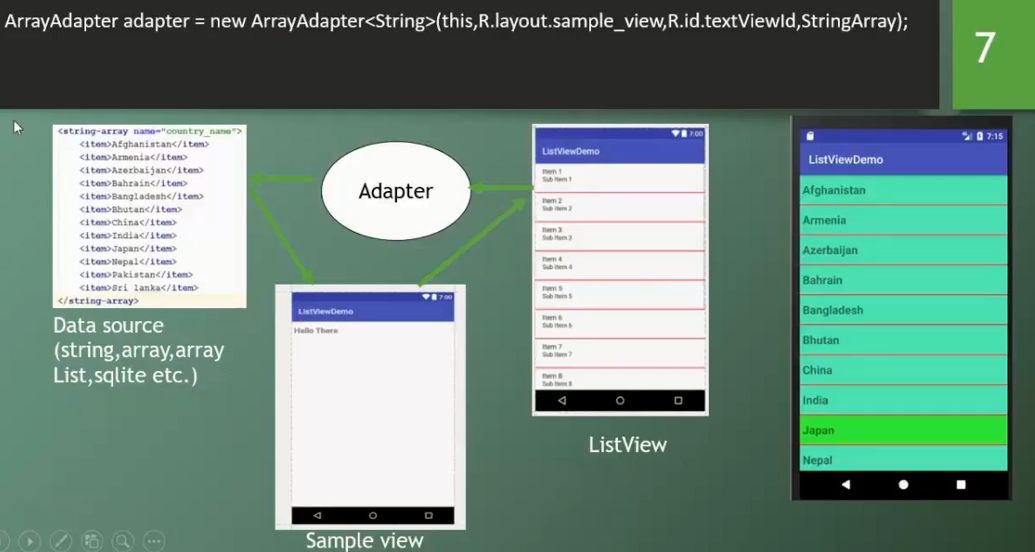 ArrayAdapter adapter = new ArrayAdapter<String>(this,R.layout.sample_view,R.id.textViewId,StringArray);
7
<string-array name="country_name">
<item>Afghanistan</item>
<item>Armenia</item>
<item>Azerbaijan</item>
<item>Bahrain</item>
<item>Bangladesh</item>
<item>Bhutan</item>
<item>China</item>
<item>India</item>
<item>Japan</item>
<item>Nepal</item>
<item>Pakistan</item>
<item>Sri lanka</item>
</string-array>
Data source
(string,array,array
List,sqlite etc.)
Adapter
7:00
ListViewDemo
Hello There
Sample view
7:00
ListViewDemo
Item 1
Sub Item 1
Item 2
Sub Item 2
Item 3
Sub Item 3
Item 4
Sub Item 4
Item 5
Sub Item 5
Item 6
Sub Item 6
Item 7
Sub Item 7
Item 8
Sub Item 8
ListView
7:15
ListViewDemo
Afghanistan
Armenia
Azerbaijan
Bahrain
Bangladesh
Bhutan
China
India
Japan
Nepal